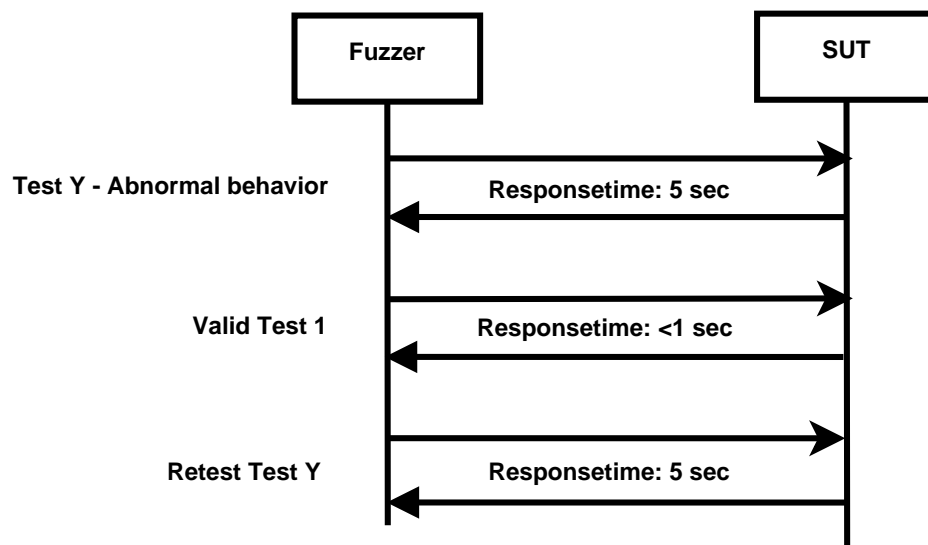 Fuzzer
SUT
Test Y - Abnormal behavior
Responsetime: 5 sec
Valid Test 1
Responsetime: <1 sec
Retest Test Y
Responsetime: 5 sec